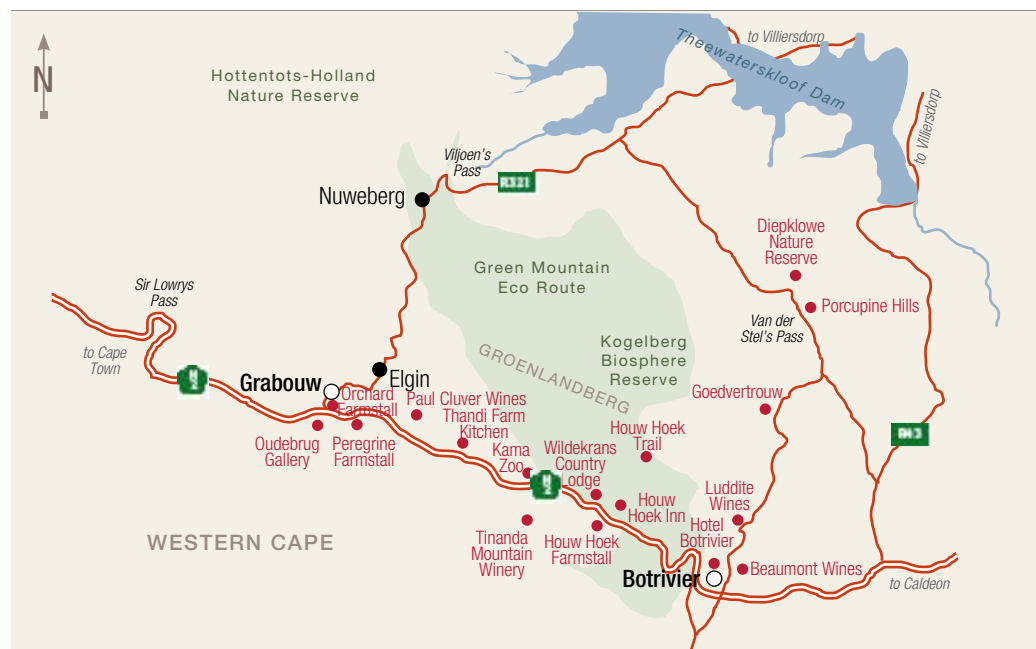 N
Hottentots-Holland
Nature Reserve
to Villiersdorp
Theewaterskloof Dam
to Villiersdorp
Viljoen's
Pass
R321
Nuweberg
Diepklowe
Nature
Reserve
Green Mountain
Eco Route
Sir Lowrys
Pass
Porcupine Hills
Van der
Stel's Pass
to Cape
Town
Kogelberg
Biosphere
Reserve
GROENLANDBERG
N2
Grabouw
Elgin
Orchard
Farmstall
Goedvertrouw
Paul Cluver Wines
Thandi Farm
Kitchen
Oudebrug
Gallery
Peregrine
Farmstall
Houw Hoek
Trail
R43
Kama
Zoo
Wildekrans
Country
Lodge
N2
Houw
Hoek Inn
Luddite
Wines
Hotel
Botrivier
WESTERN CAPE
Tinanda
Mountain
Winery
Houw Hoek
Farmstall
Botrivier
Beaumont Wines
to Caldeon